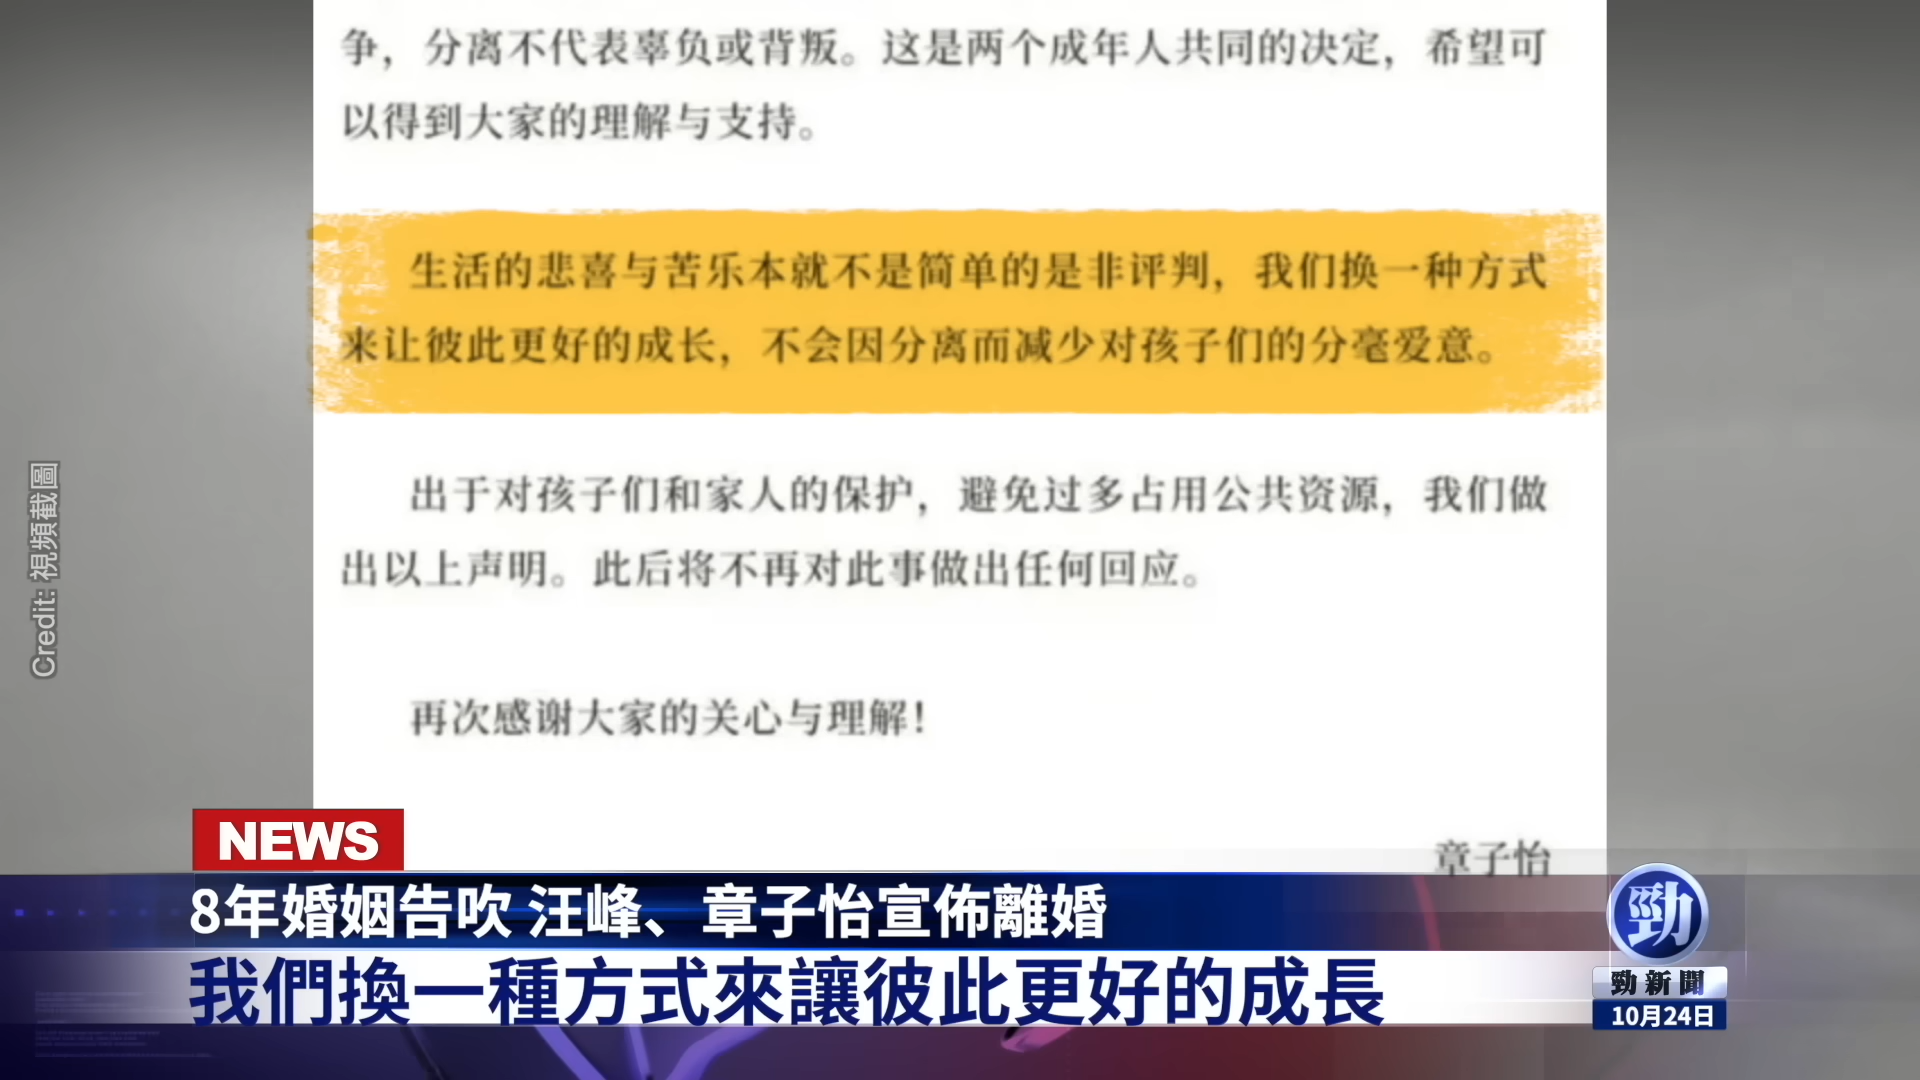 争，分离不代表辜负或背叛。这是两个成年人共同的决定，希望可
以得到大家的理解与支持。
生活的悲喜与苦乐本就不是简单的是非评判，我们换一种方式
来让彼此更好的成长，不会因分离而减少对孩子们的分毫爱意。
出于对孩子们和家人的保护，避免过多占用公共资源，我们做
出以上声明。此后将不再对此事做出任何回应。
再次感谢大家的关心与理解！
章子怡
Credit: 視頻截圖
NEWS
8年婚姻告吹 汪峰、章子怡宣佈離婚
我們換一種方式來讓彼此更好的成長
勁
勁新聞
10月24日